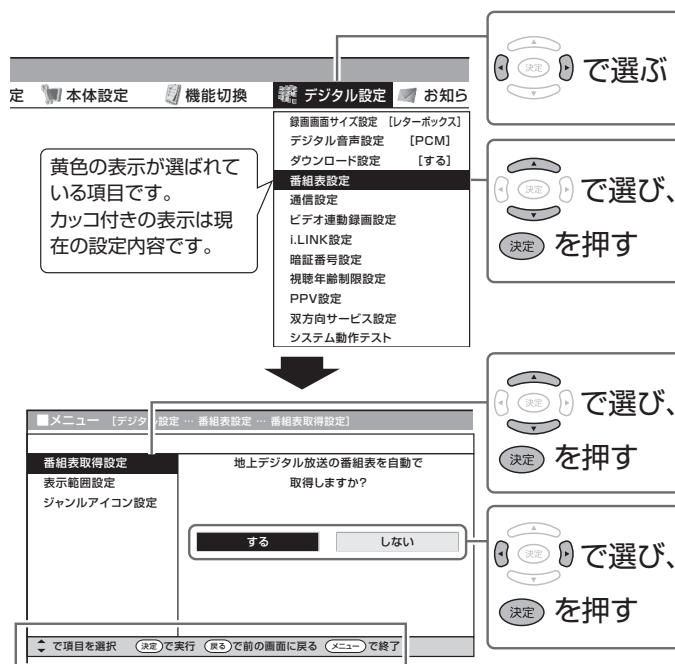 決定 で選ぶ
定 本体設定 機能切換 デジタル設定 お知ら
録画画面サイズ設定 [レターボックス]
デジタル音声設定 [PCM]
ダウンロード設定 [する]
番組表設定
通信設定
ビデオ連動録画設定
i.LINK設定
暗証番号設定
視聴年齢制限設定
PPV設定
双方向サービス設定
システム動作テスト
黄色の表示が選ばれて
いる項目です。
カッコ付きの表示は現
在の設定内容です。
決定 で選び、
決定 を押す
■メニュー [デジタル設定 … 番組表設定 … 番組表取得設定]
番組表取得設定
表示範囲設定
ジャンルアイコン設定
地上デジタル放送の番組表を自動で
取得しますか?
する しない
で項目を選択 決定で実行 戻るで前の画面に戻る メニューで終了
決定 で選び、
決定 を押す
決定 で選び、
決定 を押す